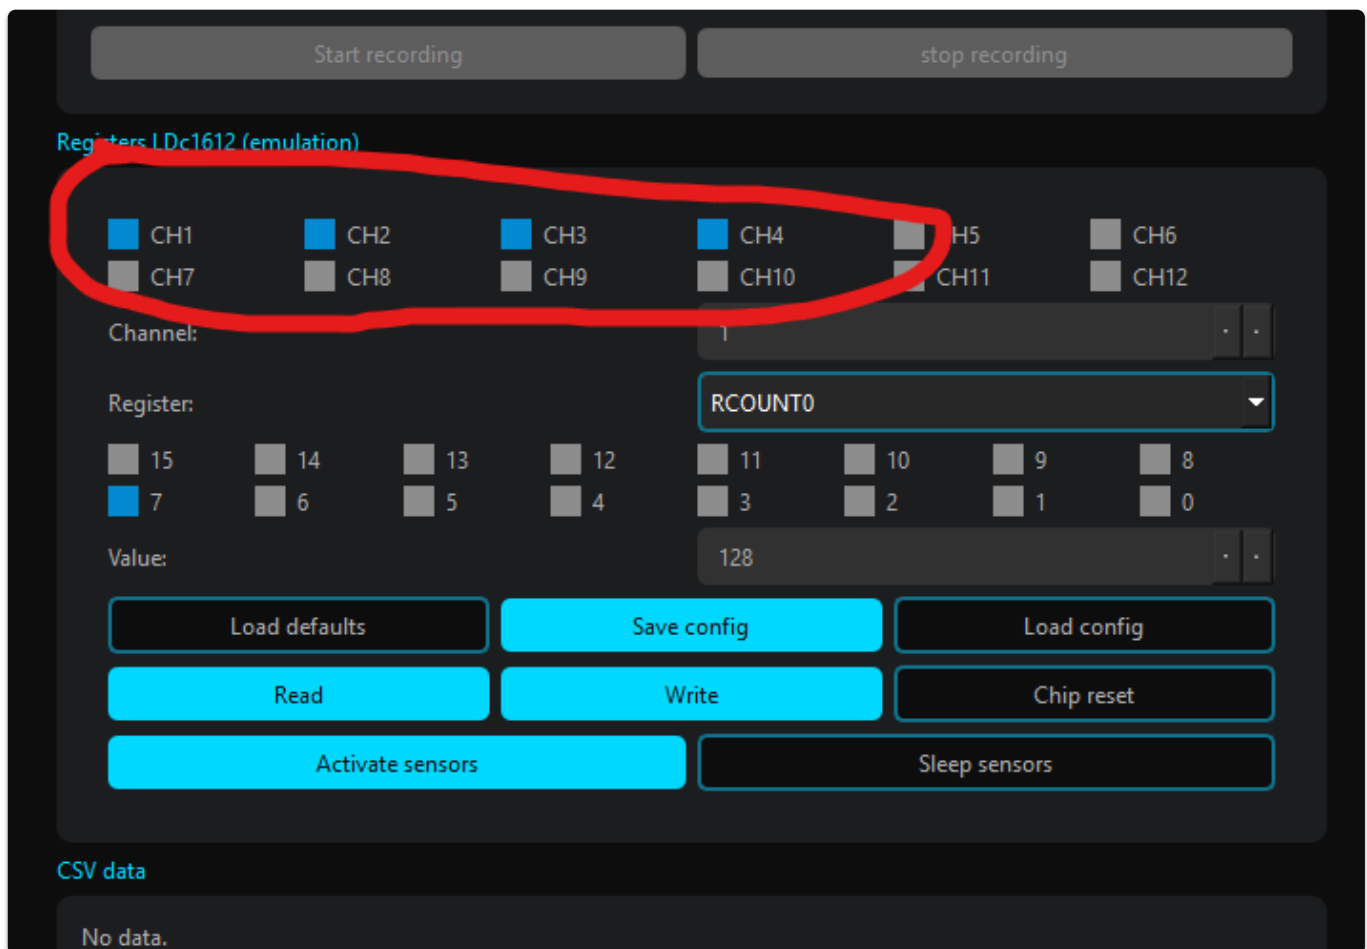 Start recording stop recording
Registers LDc1612 (emulation)
CH1 CH2 CH3 CH4 H5 CH6
CH7 CH8 CH9 CH10 CH11 CH12
Channel: 1
Register: RCOUNT0
15 14 13 12 11 10 9 8
7 6 5 4 3 2 1 0
Value: 128
Load defaults Save config Load config
Read Write Chip reset
Activate sensors Sleep sensors
CSV data
No data.